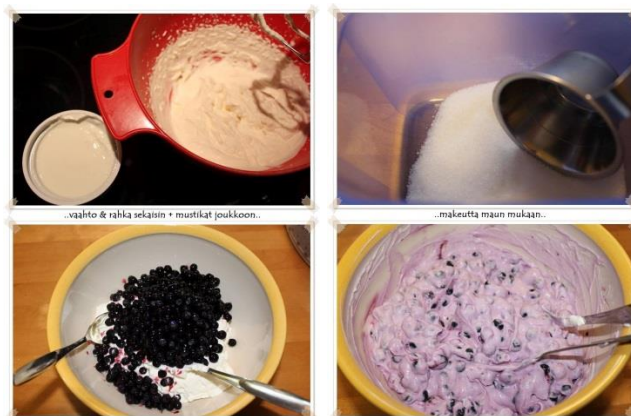 ..vaahto & rahka sekaisin + mustikat joukkoon..
..makeutta maun mukaan..